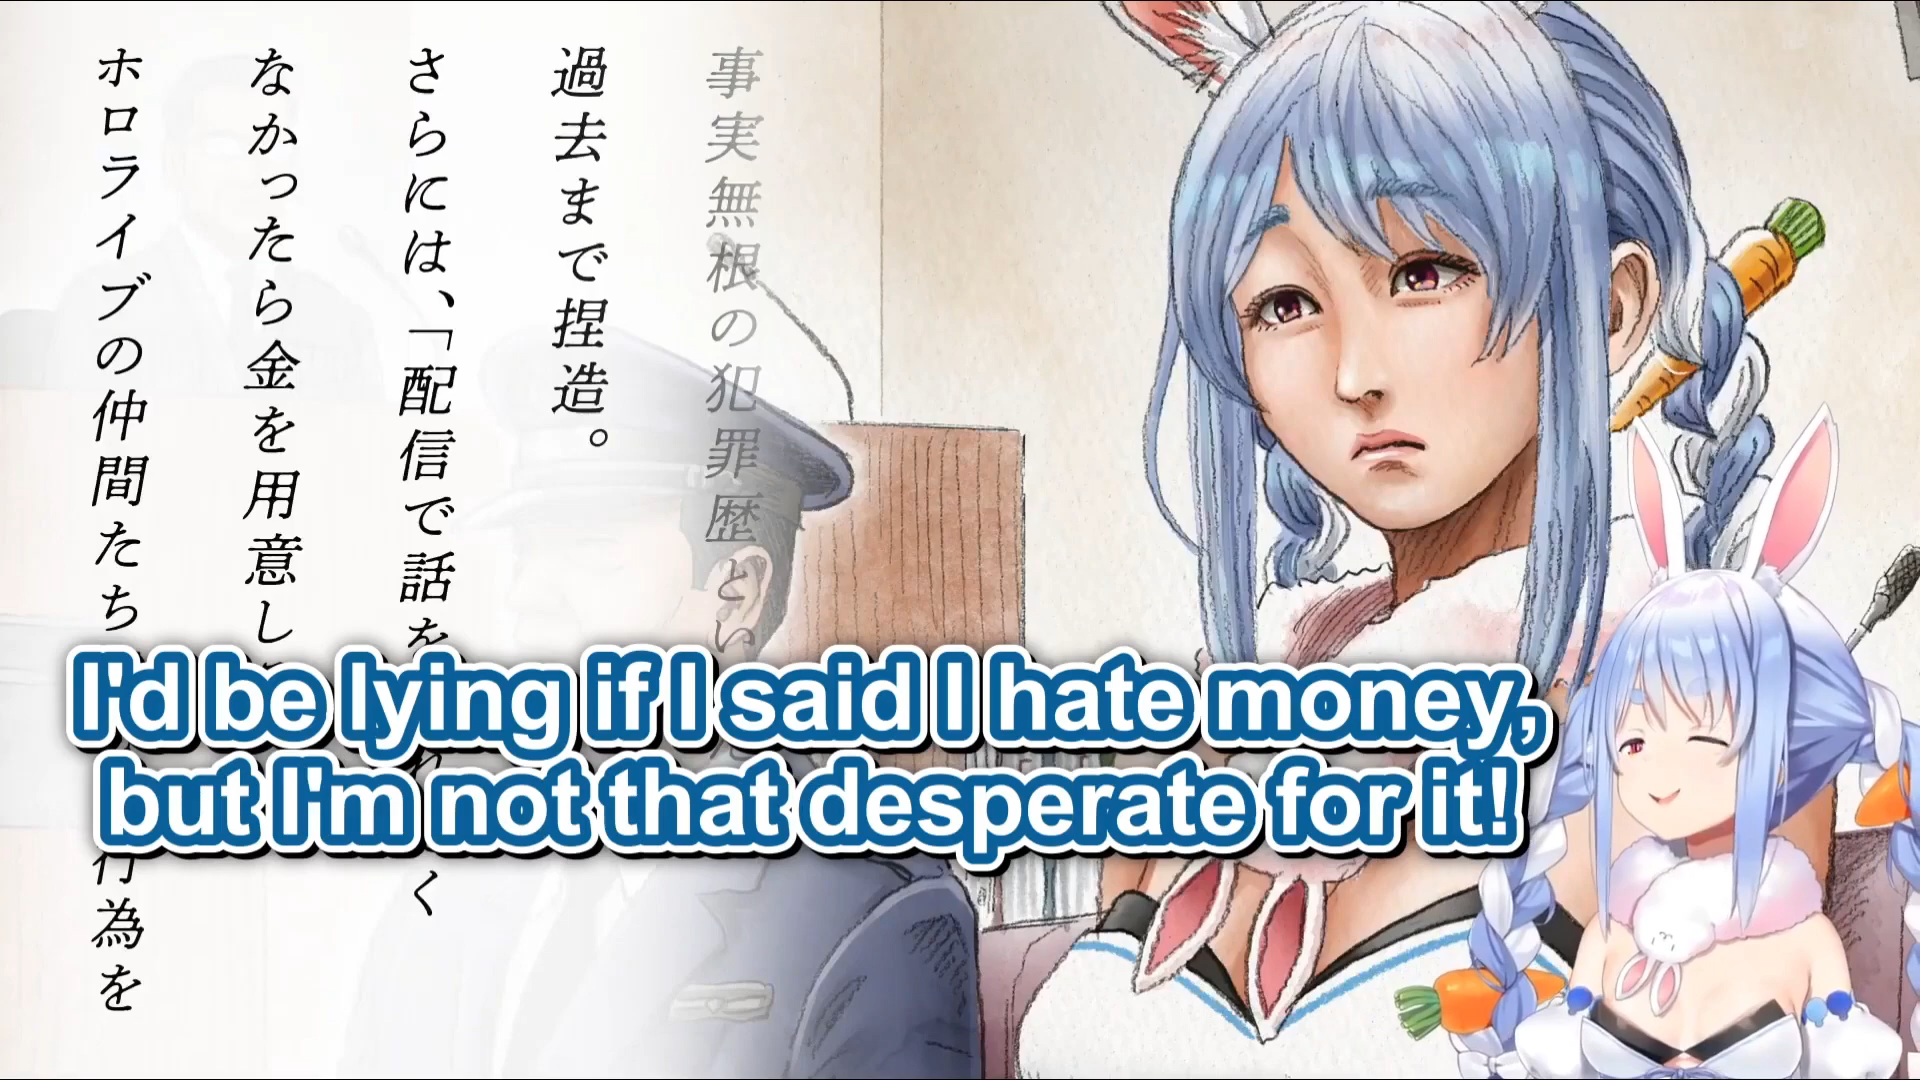 事実無根の犯罪歴とい
過去まで捏造。
さらには、「配信で話を
く
なかったら金を用意し
ホロライブの仲間たち
行為を
I'd be lying if I said I hate money,
but I'm not that desperate for it!